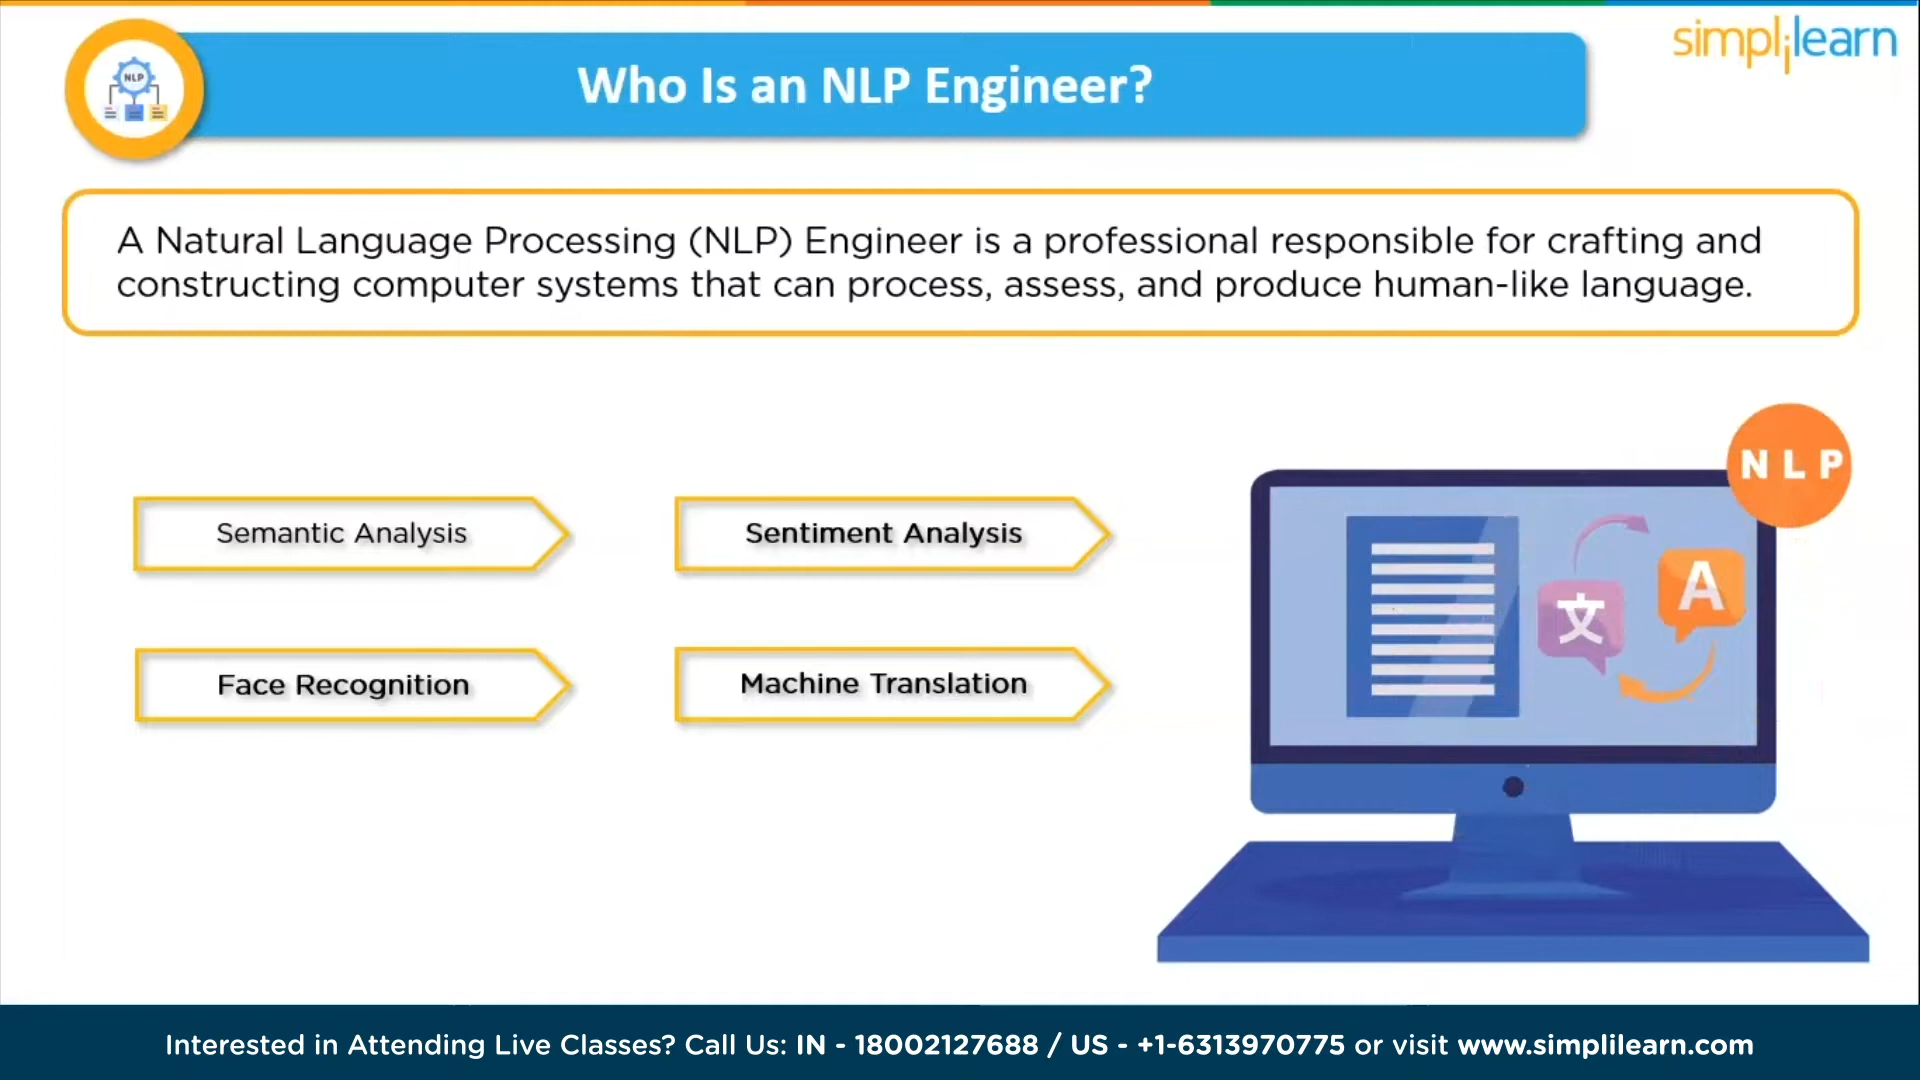 simplilearn
NLP
Who Is an NLP Engineer?
A Natural Language Processing (NLP) Engineer is a professional responsible for crafting and
constructing computer systems that can process, assess, and produce human-like language.
Semantic Analysis
Sentiment Analysis
Face Recognition
Machine Translation
NLP
文
A
Interested in Attending Live Classes? Call Us: IN - 18002127688 / US - +1-6313970775 or visit www.simplilearn.com